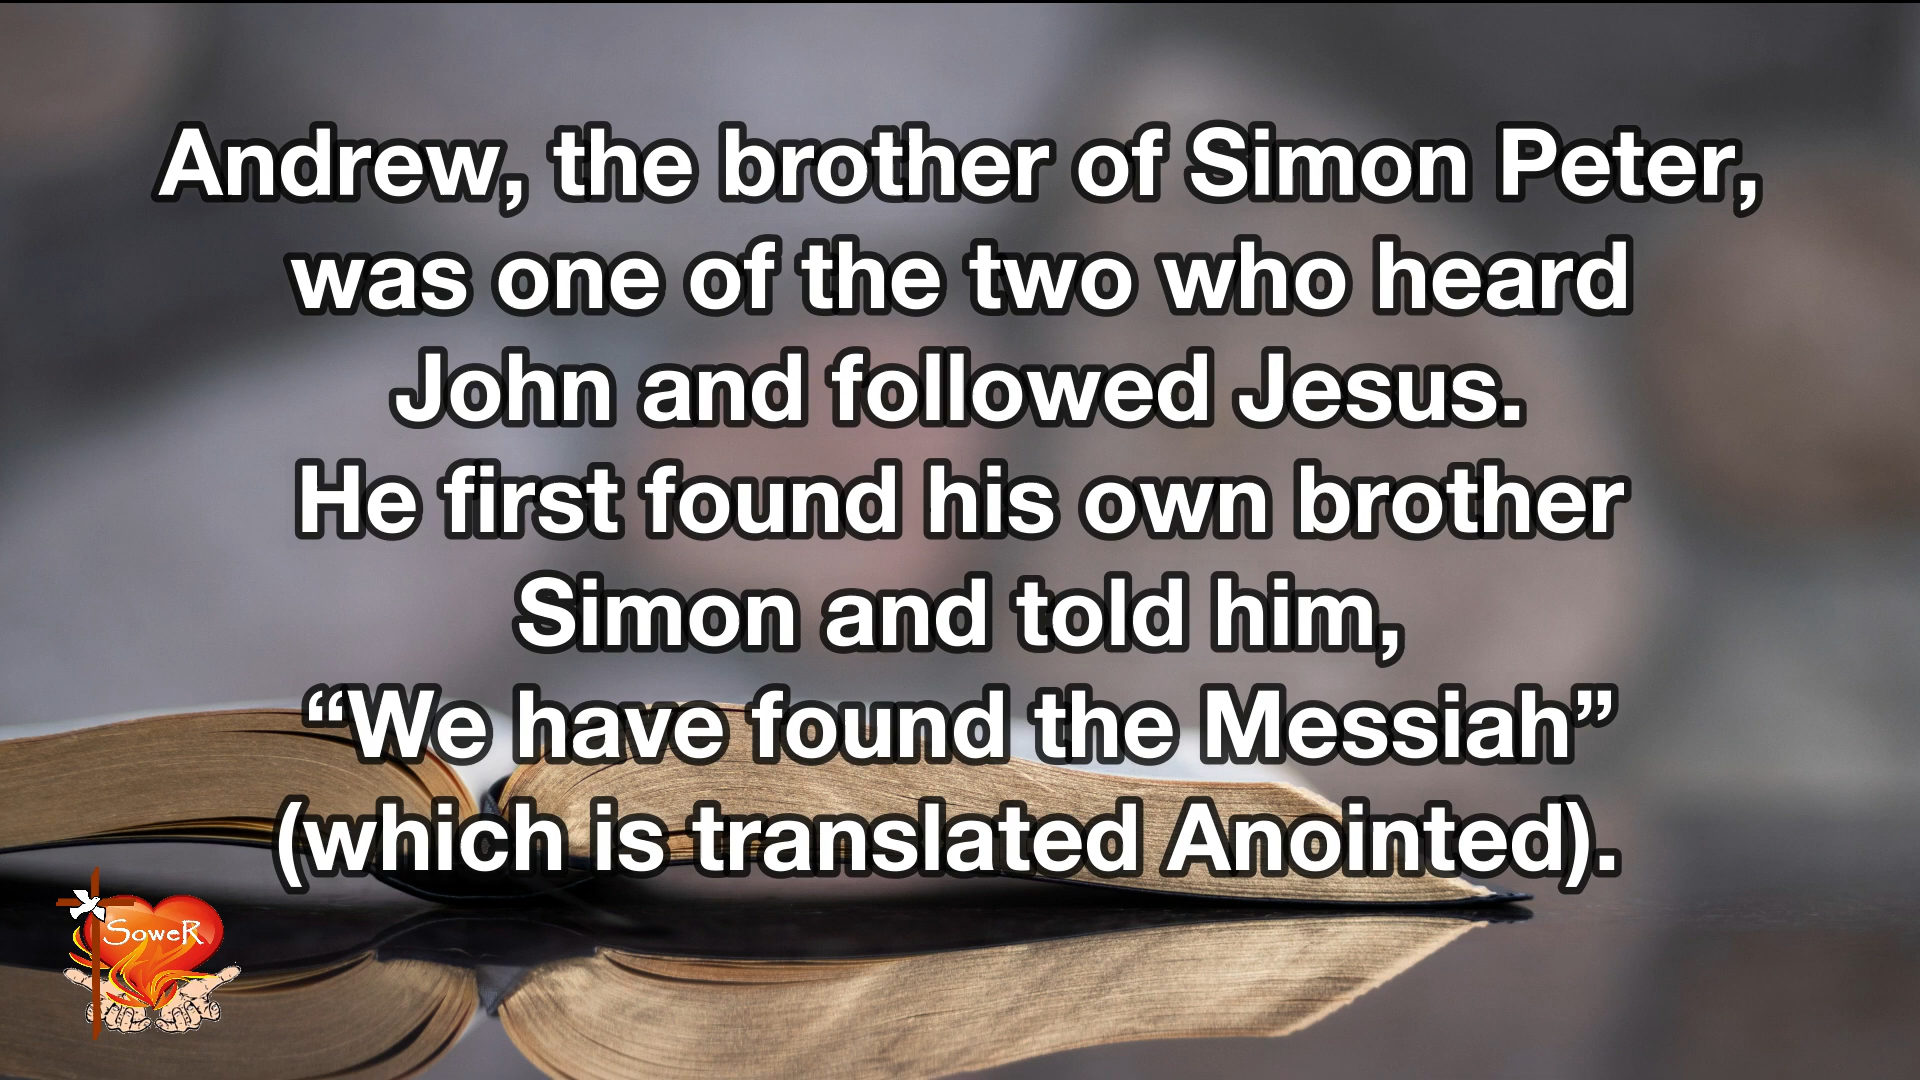 Andrew, the brother of Simon Peter,
was one of the two who heard
John and followed Jesus.
He first found his own brother
Simon and told him,
“We have found the Messiah”
(which is translated Anointed).
SoweR